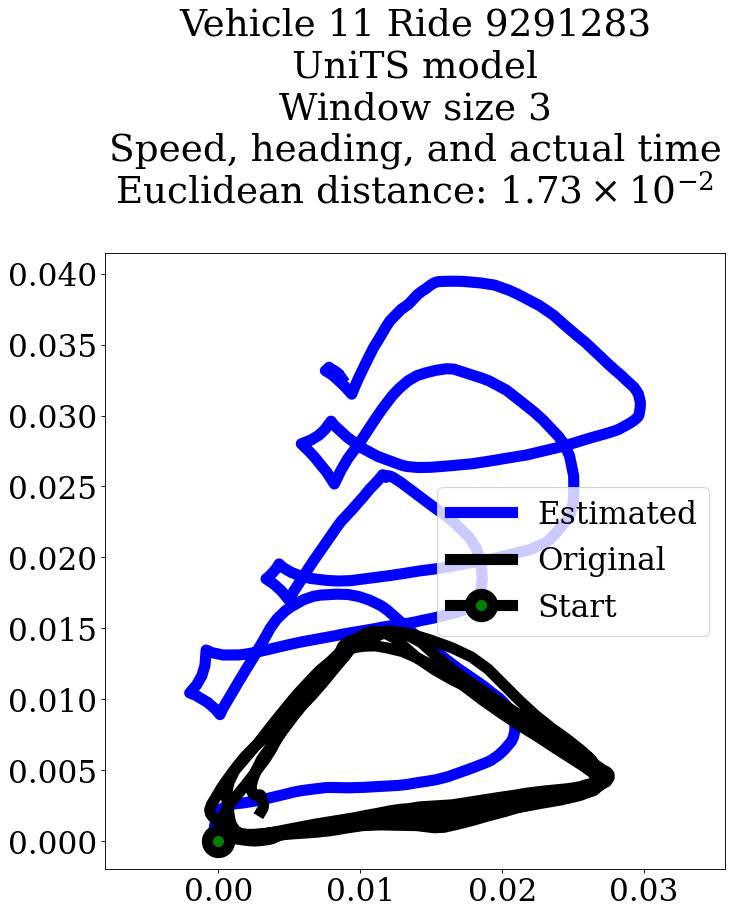 Vehicle 11 Ride 9291283
UniTS model
Window size 3
Speed, heading, and actual time
Euclidean distance: 1.73 × 10⁻²
0.040
0.035
0.030
0.025
0.020
0.015
0.010
0.005
0.000
Estimated
Original
Start
0.00 0.01 0.02 0.03